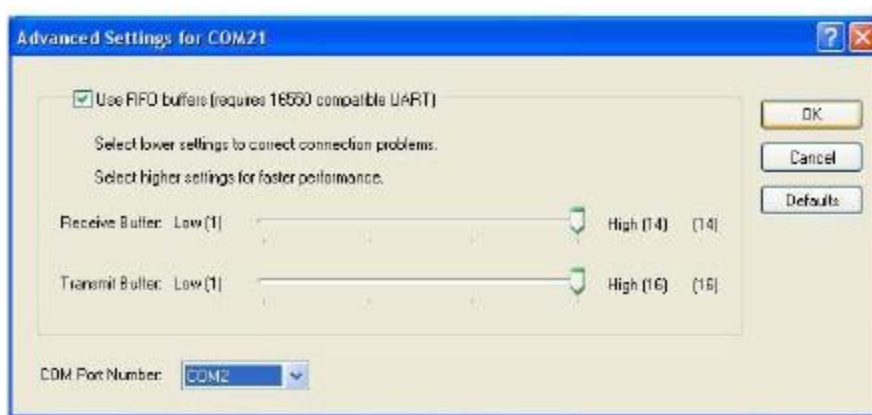 Advanced Settings for COM21
Use FIFO buffers (requires 16550 compatible UART)
Select lower settings to correct connection problems.
Select higher settings for faster performance.
Receive Buffer: Low (1) High (14) (14)
Transmit Buffer: Low (1) High (16) (16)
COM Port Number: COM2
OK
Cancel
Defaults